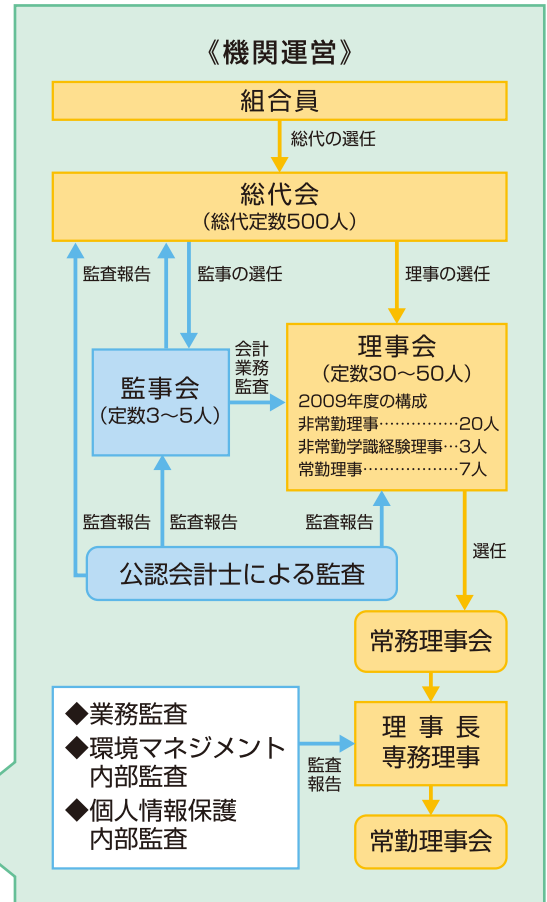 《機関運営》
組合員
総代の選任
総代会
（総代定数500人）
監査報告
監事の選任
理事の選任
監事会
（定数3〜5人）
会計
業務
監査
理事会
（定数30〜50人）
2009年度の構成
非常勤理事……………20人
非常勤学識経験理事…3人
常勤理事………………7人
監査報告
監査報告
監査報告
選任
公認会計士による監査
常務理事会
◆業務監査
◆環境マネジメント
内部監査
◆個人情報保護
内部監査
監査
報告
理事長
専務理事
常勤理事会